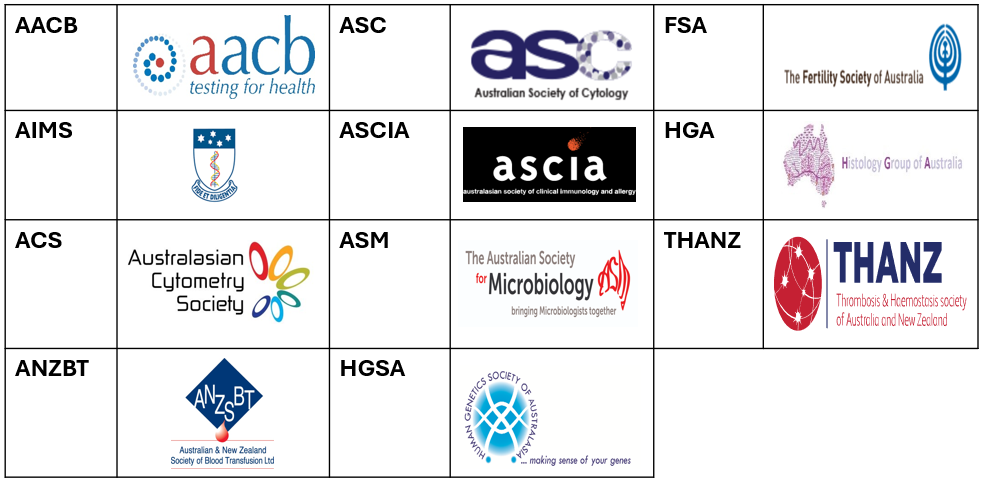 AACB
aacb
testing for health
ASC
asc
Australian Society of Cytology
FSA
The Fertility Society of Australia
AIMS
FIDE ET DILIGENTIA
ASCIA
ascia
australasian society of clinical immunology and allergy
HGA
Histology Group of Australia
ACS
Australasian
Cytometry
Society
ASM
The Australian Society
for Microbiology
ASM
bringing Microbiologists together
THANZ
THANZ
Thrombosis & Haemostasis society
of Australia and New Zealand
ANZBT
ANZSBT
Australian & New Zealand
Society of Blood Transfusion Ltd
HGSA
HUMAN GENETICS SOCIETY OF AUSTRALASIA
... making sense of your genes